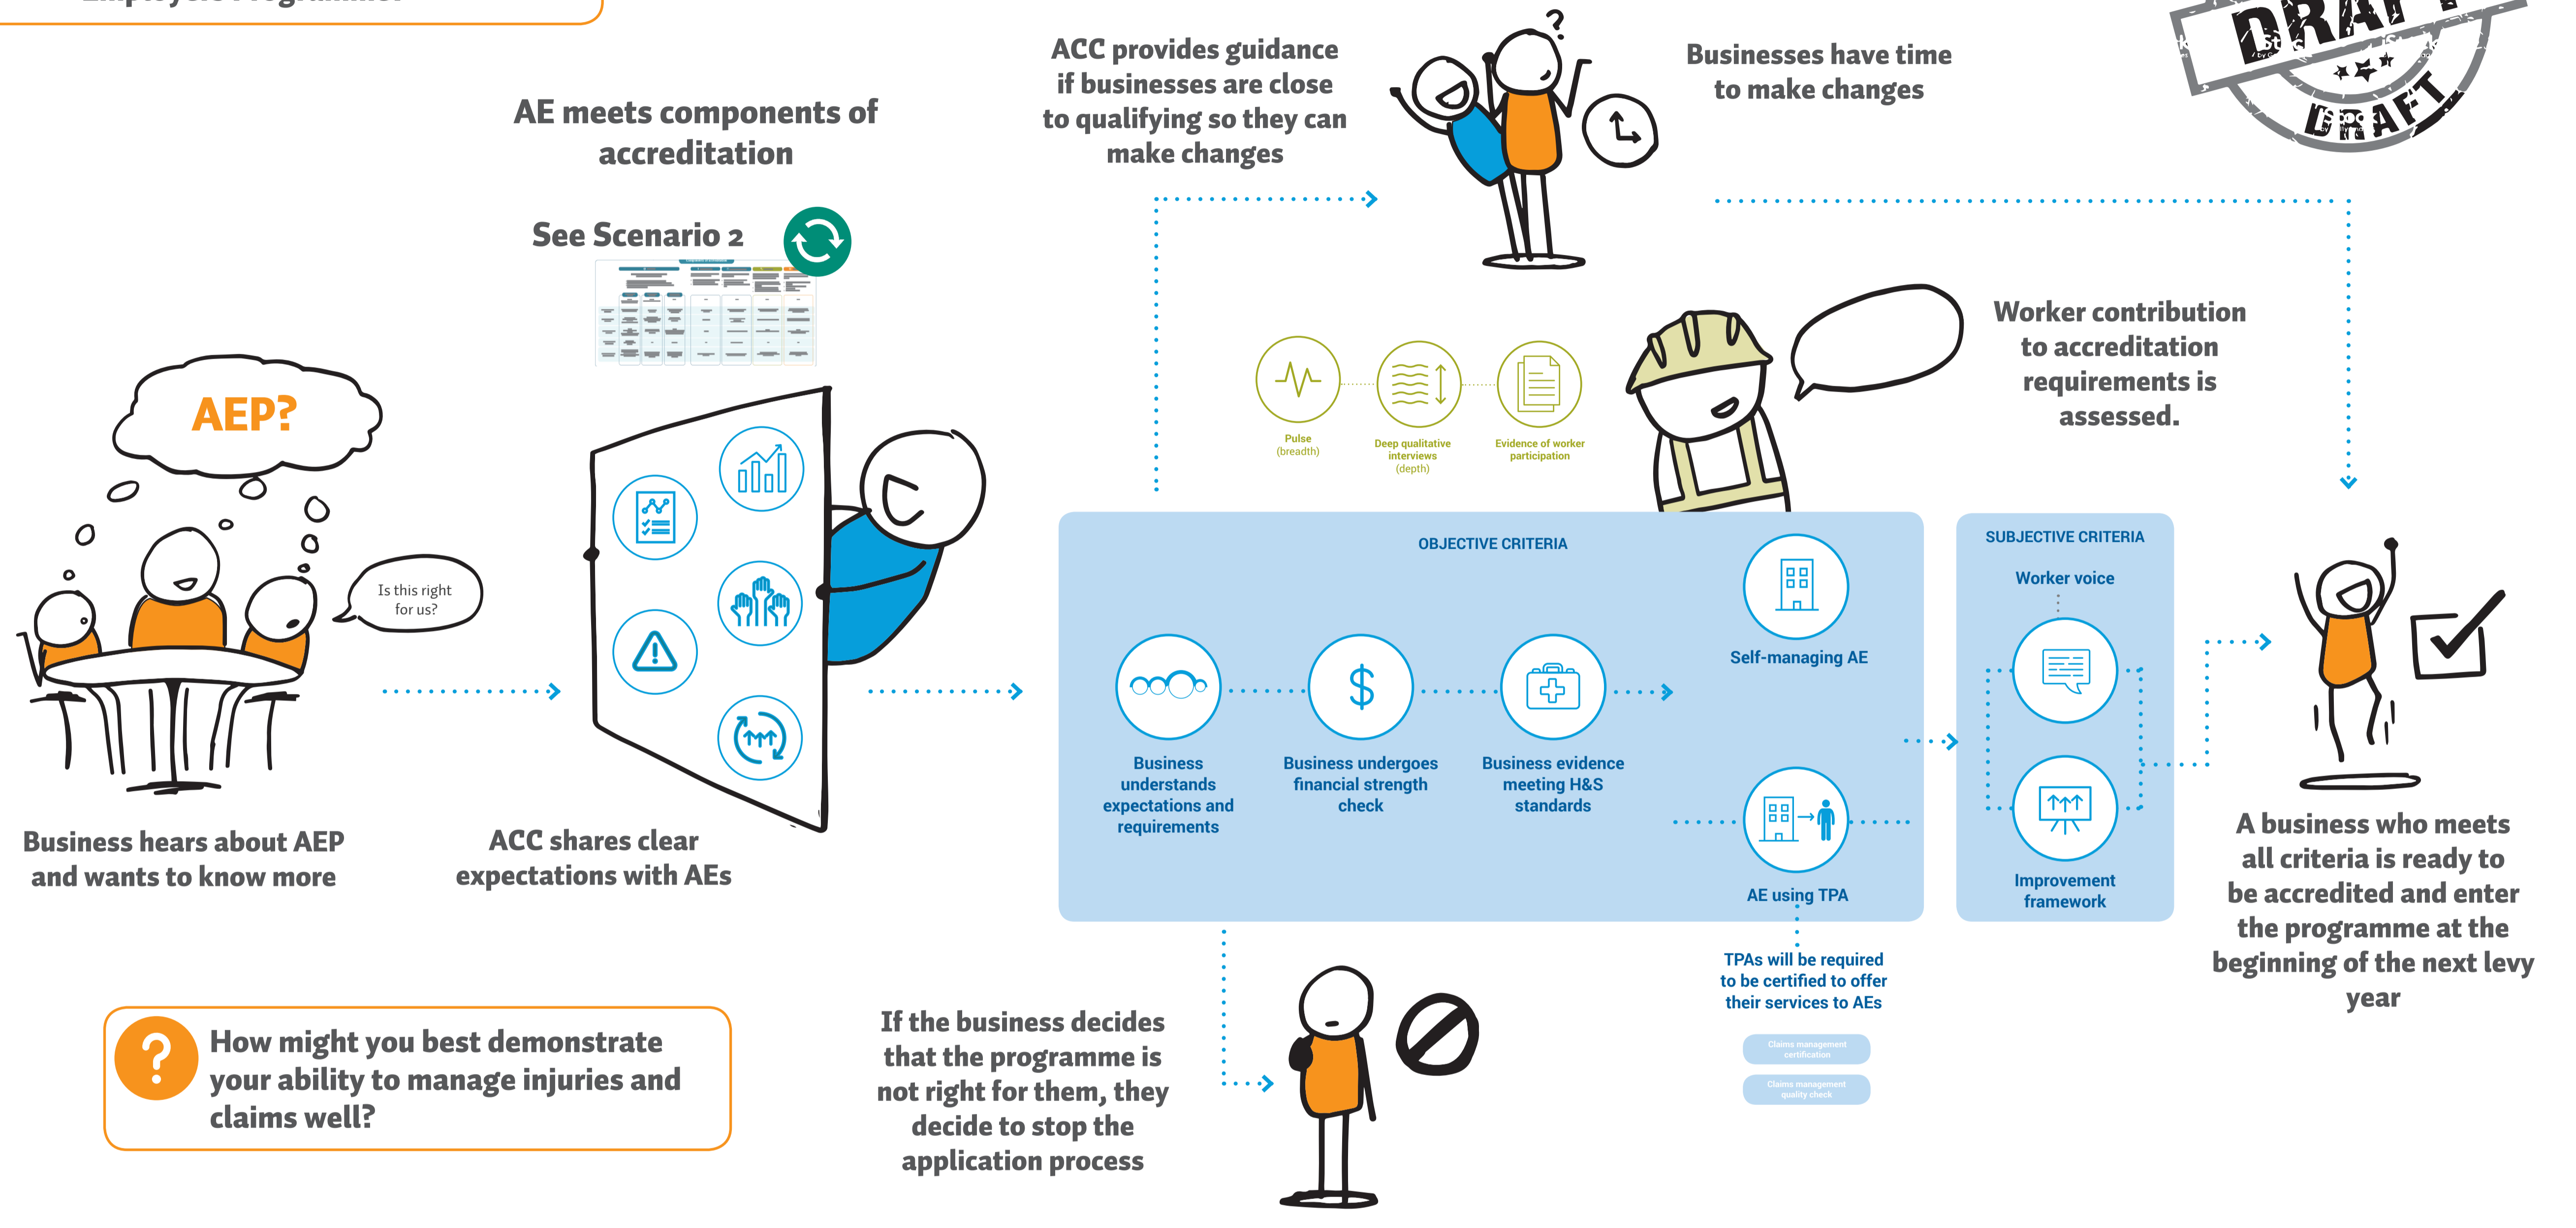 Employers Programme.
DRAFT
DRAFT
ACC provides guidance
if businesses are close
to qualifying so they can
make changes
?
Businesses have time
to make changes
AE meets components of
accreditation
See Scenario 2
AEP?
Is this right
for us?
Business hears about AEP
and wants to know more
ACC shares clear
expectations with AEs
Pulse
(breadth)
Deep qualitative
interviews
(depth)
Evidence of worker
participation
Worker contribution
to accreditation
requirements is
assessed.
OBJECTIVE CRITERIA
Business
understands
expectations and
requirements
$
Business undergoes
financial strength
check
Business evidence
meeting H&S
standards
Self-managing AE
AE using TPA
TPAs will be required
to be certified to offer
their services to AEs
Claims management
certification
Claims management
quality check
SUBJECTIVE CRITERIA
Worker voice
Improvement
framework
A business who meets
all criteria is ready to
be accredited and enter
the programme at the
beginning of the next levy
year
If the business decides
that the programme is
not right for them, they
decide to stop the
application process
?
How might you best demonstrate
your ability to manage injuries and
claims well?